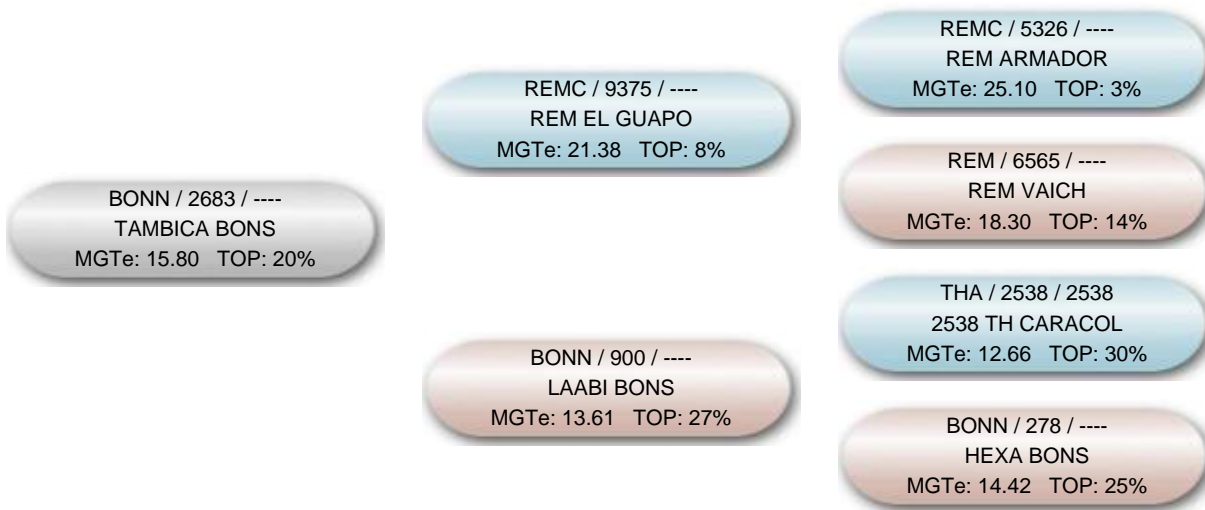 BONN / 2683 / ----
TAMBICA BONS
MGTe: 15.80 TOP: 20%
REMC / 9375 / ----
REM EL GUAPO
MGTe: 21.38 TOP: 8%
BONN / 900 / ----
LAABI BONS
MGTe: 13.61 TOP: 27%
REMC / 5326 / ----
REM ARMADOR
MGTe: 25.10 TOP: 3%
REM / 6565 / ----
REM VAICH
MGTe: 18.30 TOP: 14%
THA / 2538 / 2538
2538 TH CARACOL
MGTe: 12.66 TOP: 30%
BONN / 278 / ----
HEXA BONS
MGTe: 14.42 TOP: 25%